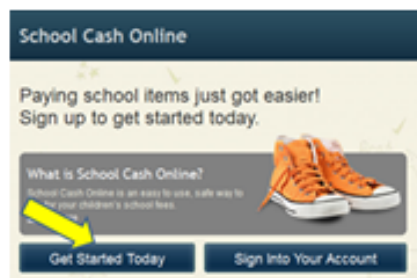 School Cash Online
Paying school items just got easier!
Sign up to get started today.
What is School Cash Online?
School Cash Online is an easy to use, safe way to
your children's school fees.
Get Started Today
Sign Into Your Account